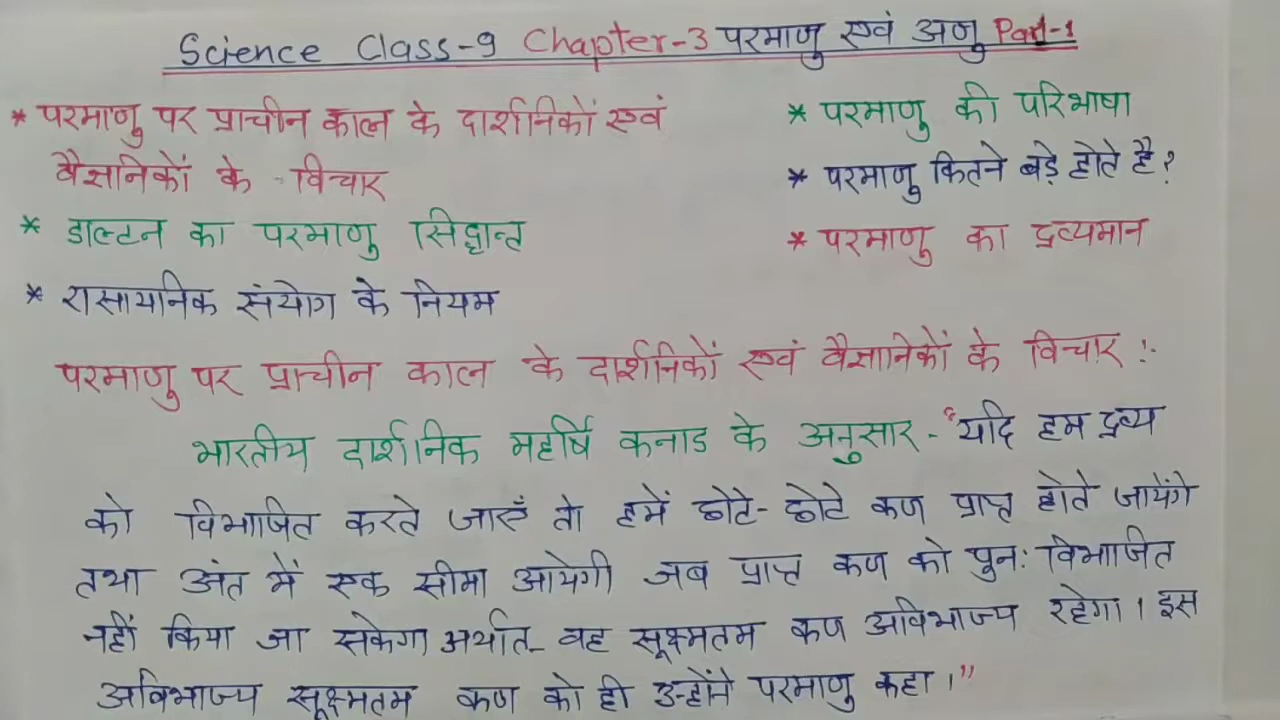 Science Class-9 Chapter-3 परमाणु एवं अणु Part-1
* परमाणु पर प्राचीन काल के दार्शनिकों एवं
वैज्ञानिकों के - विचार
* डाल्टन का परमाणु सिद्धान्त
* रासायनिक संयोग के नियम
* परमाणु की परिभाषा
* परमाणु कितने बड़े होते है?
* परमाणु का द्रव्यमान
परमाणु पर प्राचीन काल के दार्शनिकों एवं वैज्ञानिकों के विचार :-
भारतीय दार्शनिक महर्षि कनाड के अनुसार - "यदि हम द्रव्य
को विभाजित करते जाएँ तो हमें छोटे-छोटे कण प्राप्त होते जायेंगे
तथा अंत में एक सीमा आयेगी जब प्राप्त कण को पुनः विभाजित
नहीं किया जा सकेगा अर्थात- वह सूक्ष्मतम कण अविभाज्य रहेगा। इस
अविभाज्य सूक्ष्मतम कण को ही उन्होंने परमाणु कहा।"